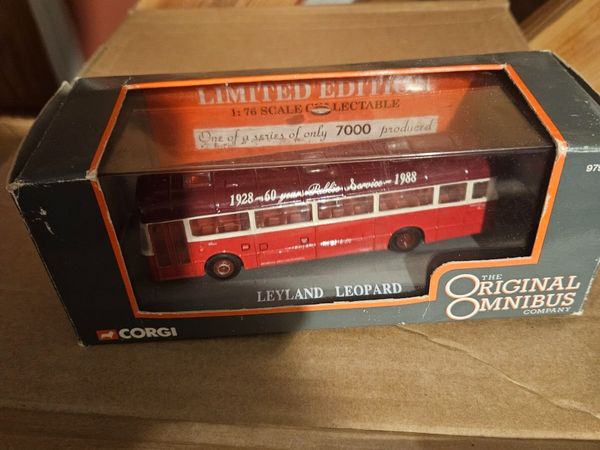 LIMITED EDITION
1:76 SCALE COLLECTABLE
One of a series of only 7000 produced
1928 - 60 years Public Service - 1988
LEYLAND LEOPARD
CORGI
THE
ORIGINAL
OMNIBUS
COMPANY
979